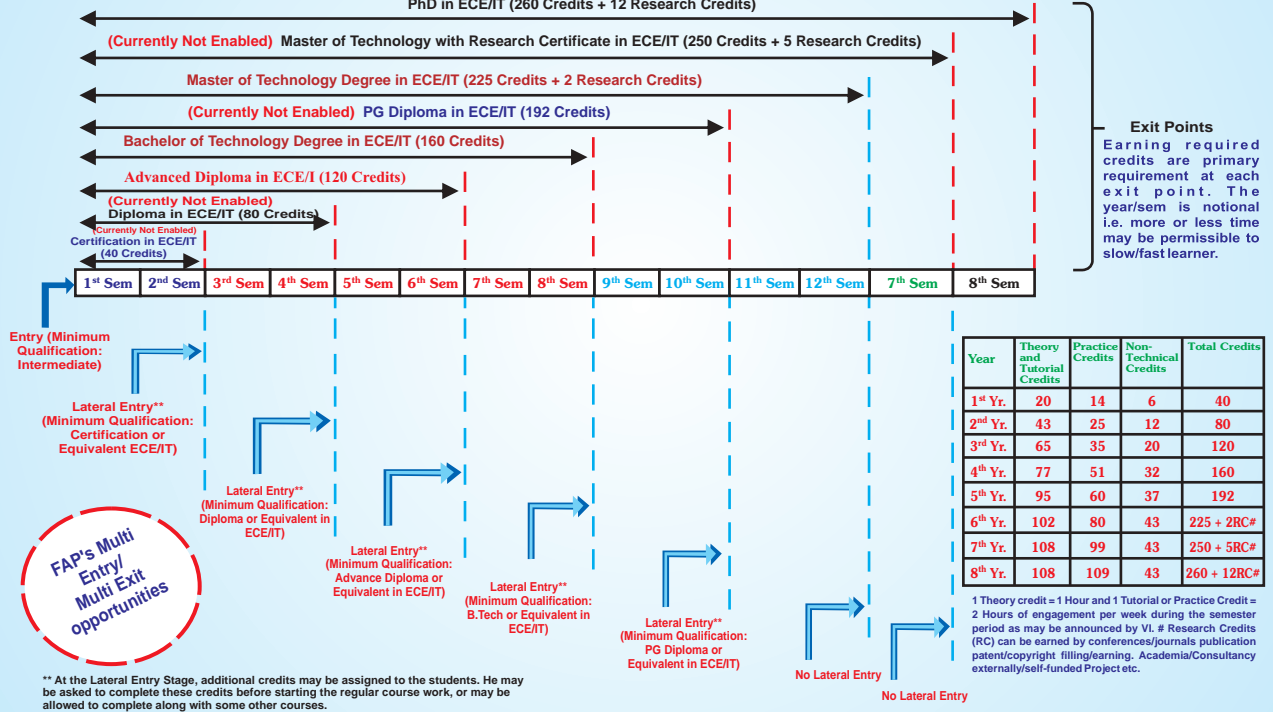 PhD in ECE/IT (260 Credits + 12 Research Credits)
(Currently Not Enabled) Master of Technology with Research Certificate in ECE/IT (250 Credits + 5 Research Credits)
Master of Technology Degree in ECE/IT (225 Credits + 2 Research Credits)
(Currently Not Enabled) PG Diploma in ECE/IT (192 Credits)
Bachelor of Technology Degree in ECE/IT (160 Credits)
Advanced Diploma in ECE/I (120 Credits)
(Currently Not Enabled)
Diploma in ECE/IT (80 Credits)
(Currently Not Enabled)
Certification in ECE/IT
(40 Credits)
Exit Points
Earning required
credits are primary
requirement at each
exit point. The
year/sem is notional
i.e. more or less time
may be permissible to
slow/fast learner.
1st Sem 2nd Sem 3rd Sem 4th Sem 5th Sem 6th Sem 7th Sem 8th Sem 9th Sem 10th Sem 11th Sem 12th Sem 7th Sem 8th Sem
Entry (Minimum
Qualification:
Intermediate)
Lateral Entry**
(Minimum Qualification:
Certification or
Equivalent ECE/IT)
Lateral Entry**
(Minimum Qualification:
Diploma or Equivalent in
ECE/IT)
Lateral Entry**
(Minimum Qualification:
Advance Diploma or
Equivalent in ECE/IT)
Lateral Entry**
(Minimum Qualification:
B.Tech or Equivalent in
ECE/IT)
Lateral Entry**
(Minimum Qualification:
PG Diploma or
Equivalent in ECE/IT)
No Lateral Entry
No Lateral Entry
Year Theory and Tutorial Credits Practice Credits Non-Technical Credits Total Credits
1st Yr. 20 14 6 40
2nd Yr. 43 25 12 80
3rd Yr. 65 35 20 120
4th Yr. 77 51 32 160
5th Yr. 95 60 37 192
6th Yr. 102 80 43 225 + 2RC#
7th Yr. 108 99 43 250 + 5RC#
8th Yr. 108 109 43 260 + 12RC#
1 Theory credit = 1 Hour and 1 Tutorial or Practice Credit =
2 Hours of engagement per week during the semester
period as may be announced by VI. # Research Credits
(RC) can be earned by conferences/journals publication
patent/copyright filling/earning. Academia/Consultancy
externally/self-funded Project etc.
FAP's Multi
Entry/
Multi Exit
opportunities
** At the Lateral Entry Stage, additional credits may be assigned to the students. He may
be asked to complete these credits before starting the regular course work, or may be
allowed to complete along with some other courses.